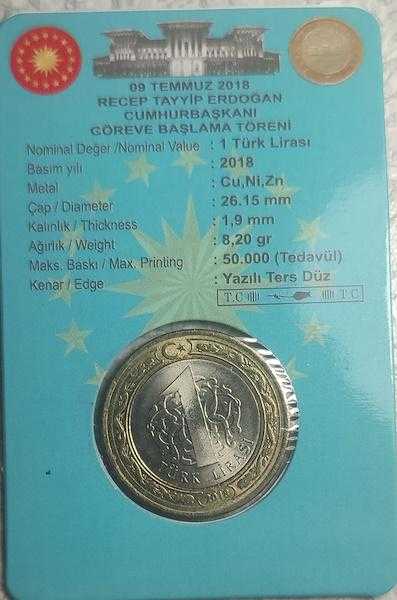 09 TEMMUZ 2018
RECEP TAYYİP ERDOĞAN
CUMHURBAŞKANI
GÖREVE BAŞLAMA TÖRENİ
Nominal Değer /Nominal Value : 1 Türk Lirası
Basım yılı : 2018
Metal : Cu,Ni,Zn
Çap / Diameter : 26.15 mm
Kalınlık / Thickness : 1,9 mm
Ağırlık / Weight : 8,20 gr
Maks. Baskı / Max. Printing : 50.000 (Tedavül)
Kenar / Edge : Yazılı Ters Düz
T.C T C
1
TÜRK LİRASI
2018